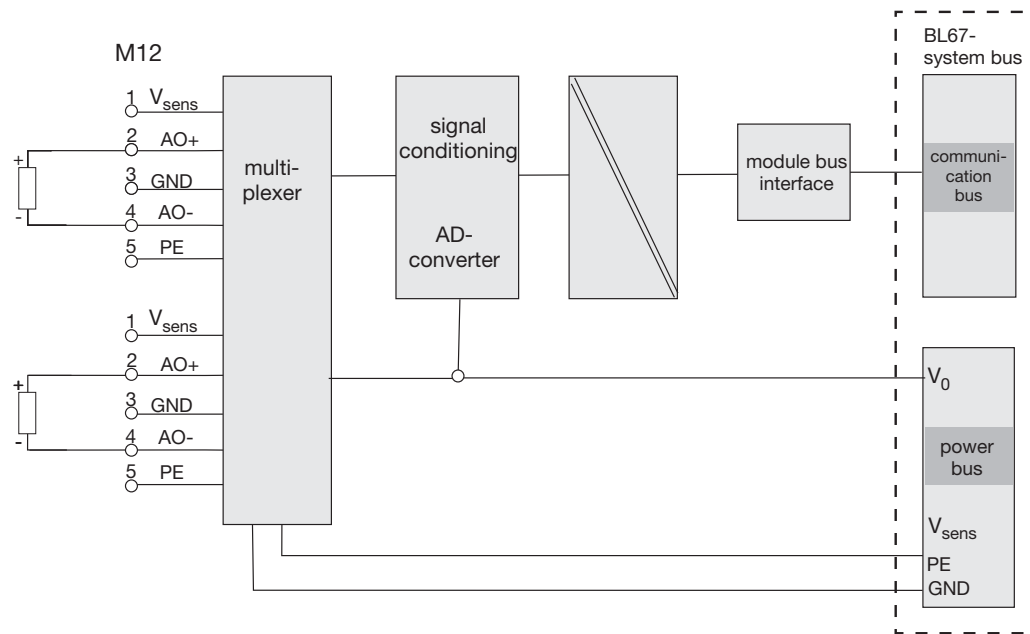 M12
1 Vsens
2 AO+
3 GND
4 AO-
5 PE
+
-
1 Vsens
2 AO+
3 GND
4 AO-
5 PE
+
-
multi-
plexer
signal
conditioning
AD-
converter
module bus
interface
BL67-
system bus
communi-
cation
bus
V0
power
bus
Vsens
PE
GND